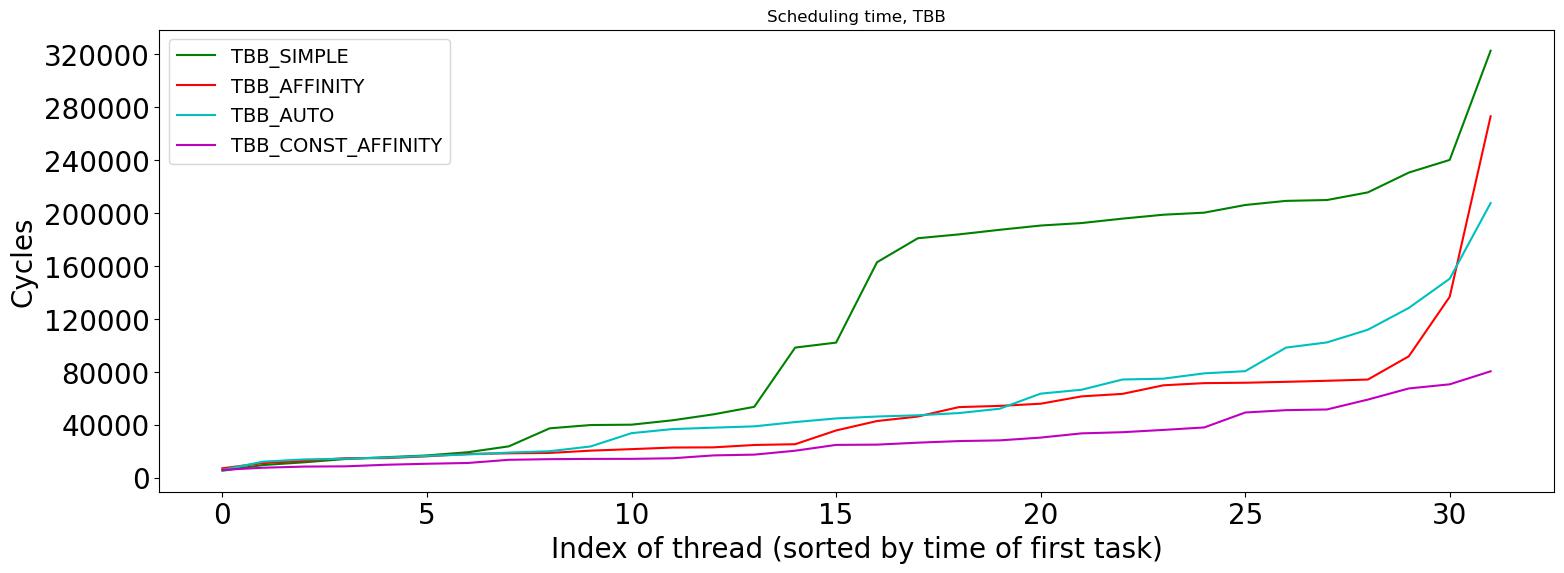 Scheduling time, TBB
TBB_SIMPLE
TBB_AFFINITY
TBB_AUTO
TBB_CONST_AFFINITY
Cycles
320000
280000
240000
200000
160000
120000
80000
40000
0
0 5 10 15 20 25 30
Index of thread (sorted by time of first task)